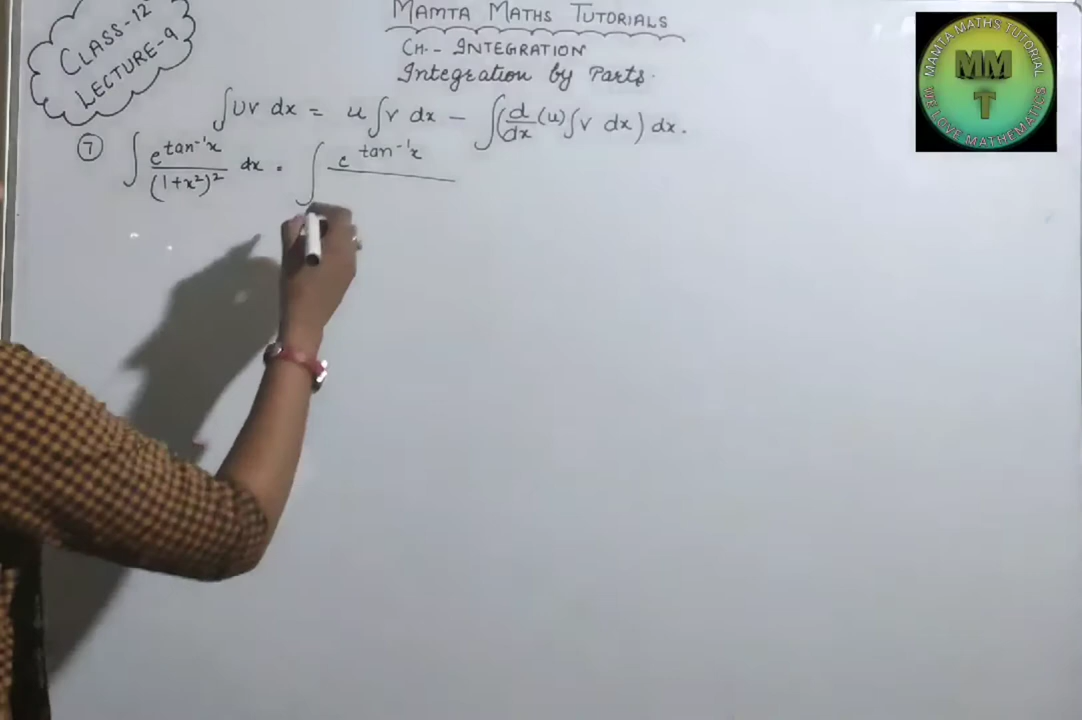 CLASS-12
LECTURE-9
MAMTA MATHS TUTORIALS
CH.- INTEGRATION
Integration by Parts.
∫UV dx = u∫v dx − ∫(d/dx (u)∫v dx) dx.
⑦ ∫ e^{tan⁻¹x}/(1+x²)² dx = ∫ e^{tan⁻¹x}
MAMTA MATHS TUTORIAL
MM
T
WE LOVE MATHEMATICS